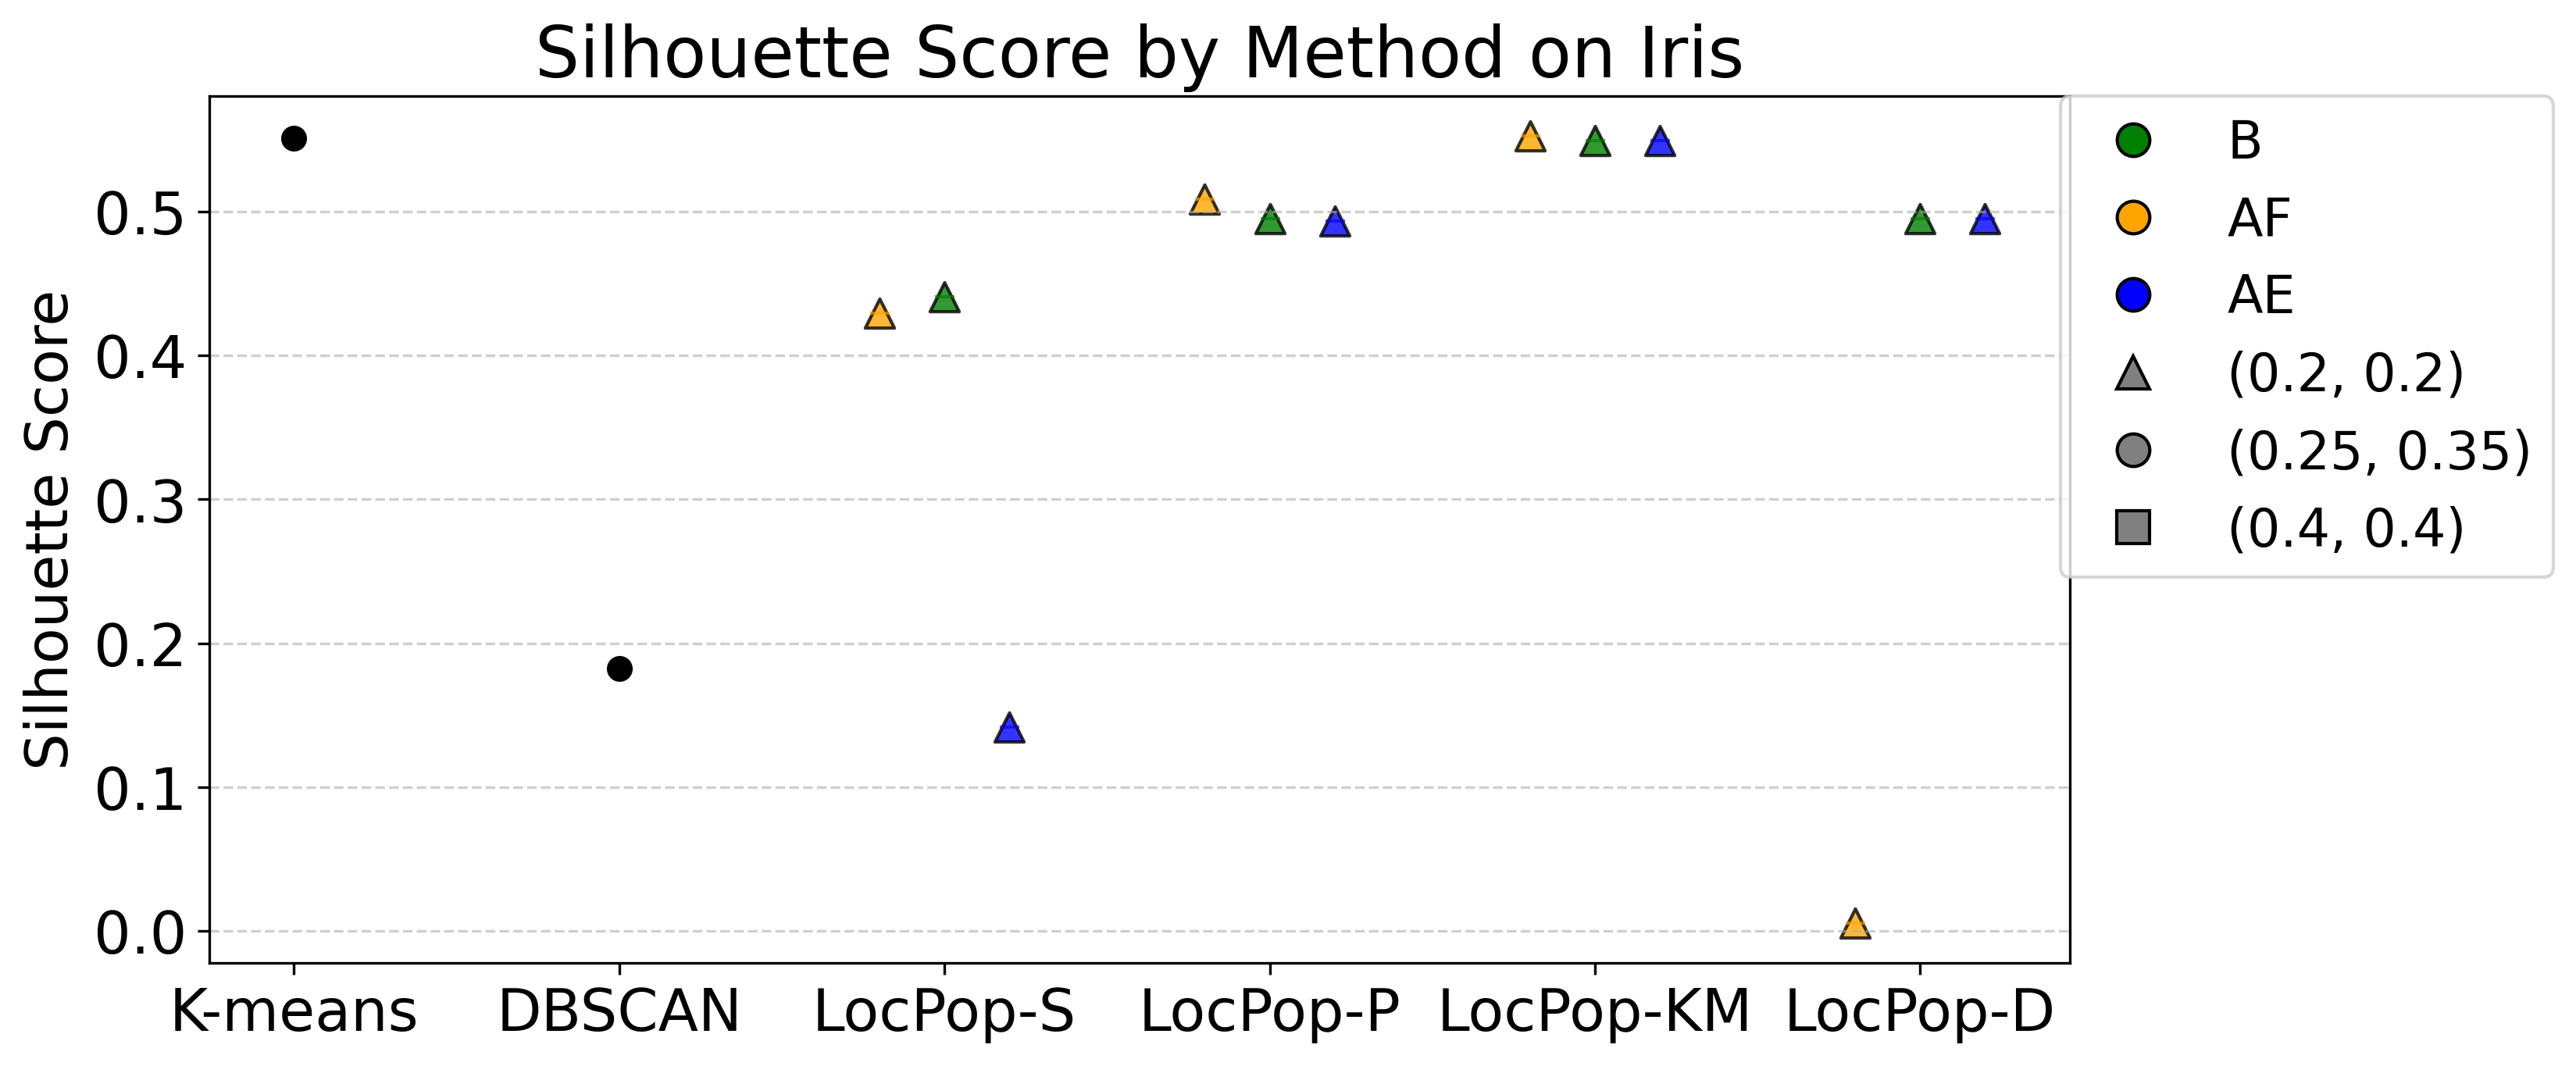 Silhouette Score by Method on Iris
Silhouette Score
0.5
0.4
0.3
0.2
0.1
0.0
K-means
DBSCAN
LocPop-S
LocPop-P
LocPop-KM
LocPop-D
B
AF
AE
(0.2, 0.2)
(0.25, 0.35)
(0.4, 0.4)